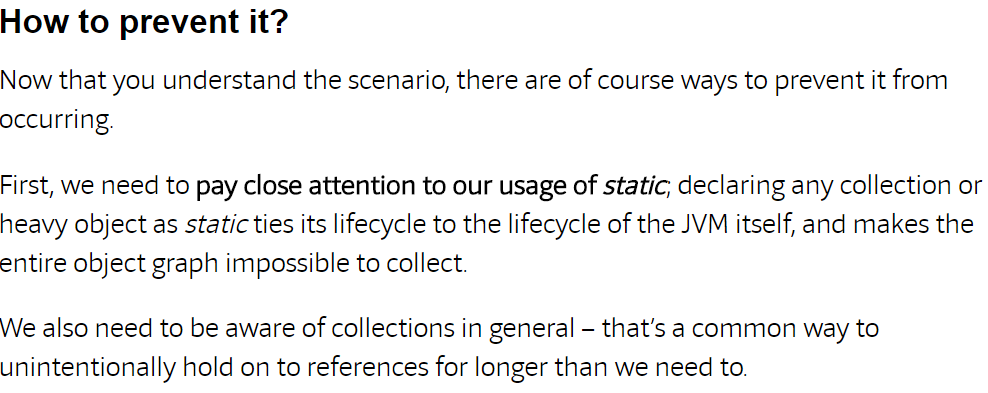 How to prevent it?
Now that you understand the scenario, there are of course ways to prevent it from
occurring.
First, we need to pay close attention to our usage of static; declaring any collection or
heavy object as static ties its lifecycle to the lifecycle of the JVM itself, and makes the
entire object graph impossible to collect.
We also need to be aware of collections in general – that's a common way to
unintentionally hold on to references for longer than we need to.